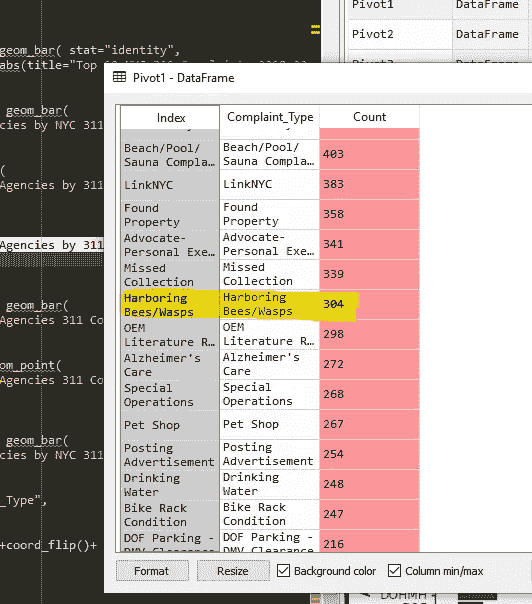 Pivot1 DataFrame
geom_bar( stat="identity",
Pivot2 DataFrame
abs(title="Top
Pivot1 - DataFrame
geom_bar(
Index Complaint_Type Count
cies by NYC 311
Beach/Pool/ Beach/Pool/
Sauna Compla… Sauna Compla… 403
(
LinkNYC LinkNYC 383
Agencies by 311
Found Found
Property Property 358
Advocate- Advocate-
Personal Exe… Personal Exe… 341
Agencies by 311
Missed Missed
Collection Collection 339
Harboring Harboring
Bees/Wasps Bees/Wasps 304
geom_bar(
Agencies 311 Co
OEM OEM
Literature R… Literature R… 298
Alzheimer's Alzheimer's
Care Care 272
om_point(
Agencies 311 Co
Special Special
Operations Operations 268
Pet Shop Pet Shop 267
geom_bar(
cies by NYC 311
Posting Posting
Advertisement Advertisement 254
Drinking Drinking
Water Water 248
_Type",
Bike Rack Bike Rack
Condition Condition 247
+coord_flip()+
DOF Parking - DOF Parking -
DMV Clearance DMV Clearance 216
Format Resize Background color Column min/max
DOHMH